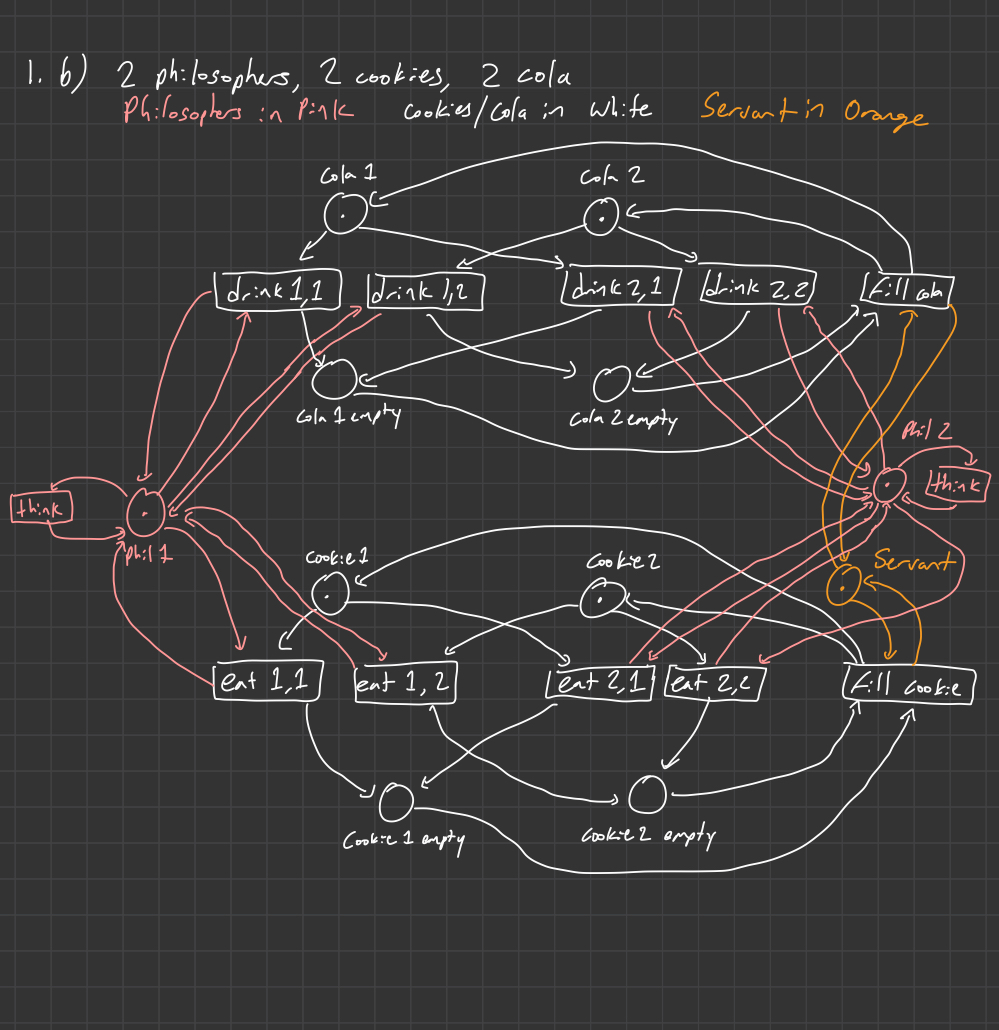 1. b) 2 philosophers, 2 cookies, 2 cola
Philosophers in Pink Cookies/Cola in White Servant in Orange
Cola 1 Cola 2
drink 1,1 drink 1,2 drink 2,1 drink 2,2 fill cola
Cola 1 empty Cola 2 empty
Phil 2
think think
phil 1
Cookie 1 Cookie 2 Servant
eat 1,1 eat 1,2 eat 2,1 eat 2,2 fill cookie
Cookie 1 empty Cookie 2 empty